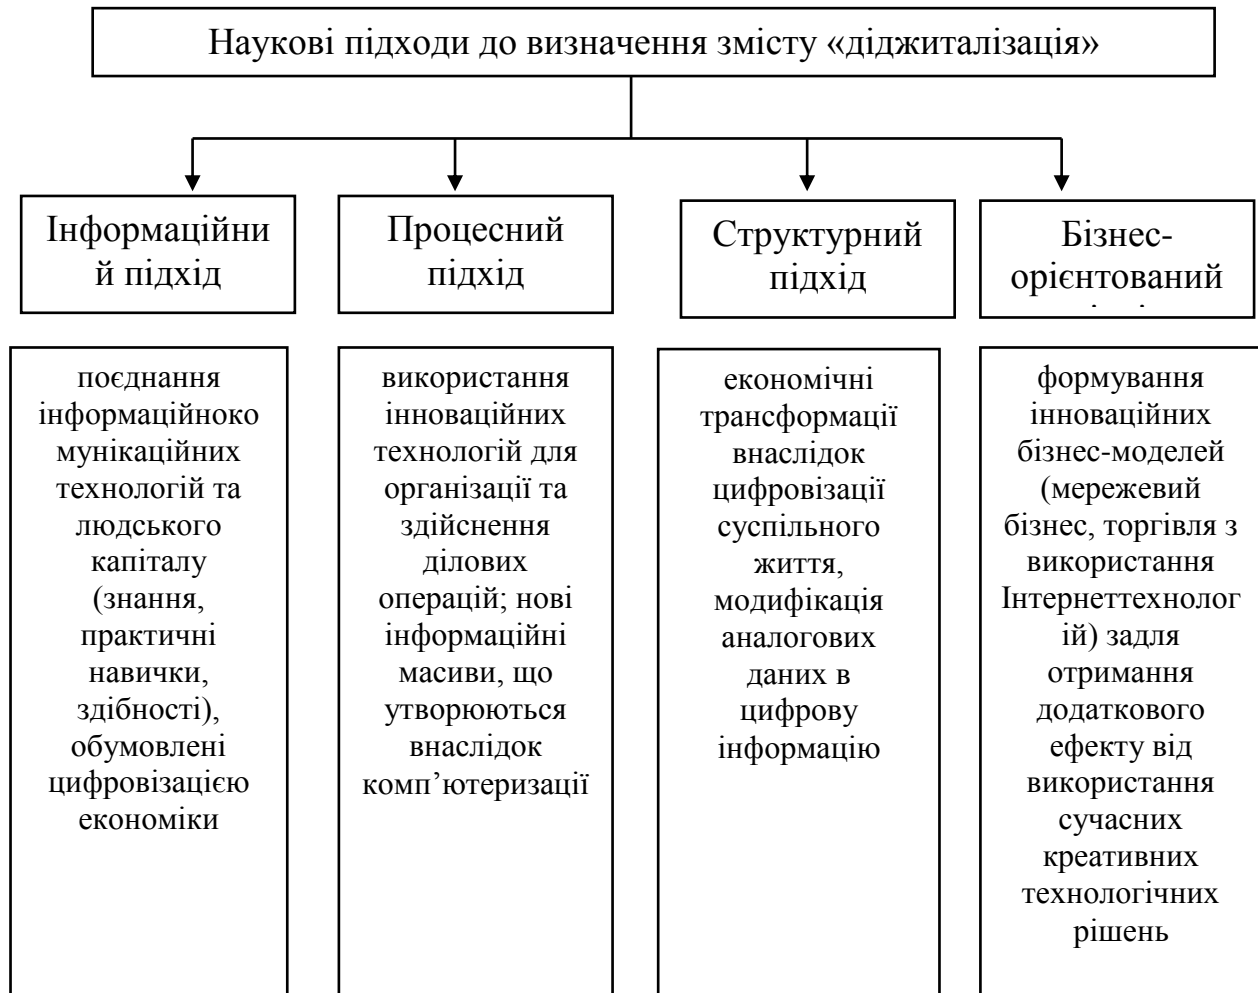 Наукові підходи до визначення змісту «діджиталізація»
Інформаційни
й підхід
Процесний
підхід
Структурний
підхід
Бізнес-
орієнтований
поєднання
інформаційноко
мунікаційних
технологій та
людського
капіталу
(знання,
практичні
навички,
здібності),
обумовлені
цифровізацією
економіки
використання
інноваційних
технологій для
організації та
здійснення
ділових
операцій; нові
інформаційні
масиви, що
утворюються
внаслідок
комп’ютеризації
економічні
трансформації
внаслідок
цифровізації
суспільного
життя,
модифікація
аналогових
даних в
цифрову
інформацію
формування
інноваційних
бізнес-моделей
(мережевий
бізнес, торгівля з
використання
Інтернеттехнолог
ій) задля
отримання
додаткового
ефекту від
використання
сучасних
креативних
технологічних
рішень